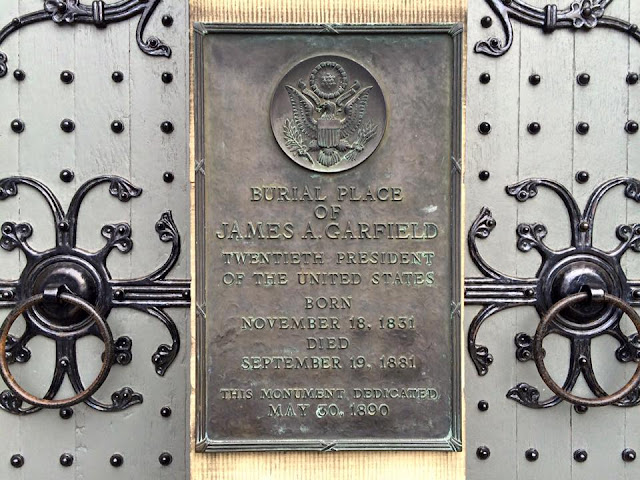 BURIAL PLACE
OF
JAMES A. GARFIELD
TWENTIETH PRESIDENT
OF THE UNITED STATES
BORN
NOVEMBER 18, 1831
DIED
SEPTEMBER 19, 1881
THIS MONUMENT DEDICATED
MAY 30, 1890